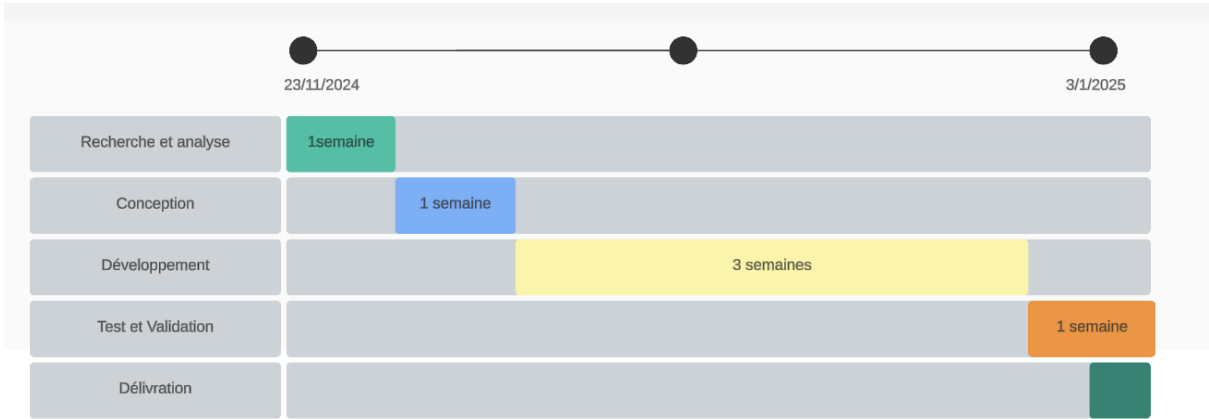 23/11/2024
3/1/2025
Recherche et analyse
1semaine
Conception
1 semaine
Développement
3 semaines
Test et Validation
1 semaine
Délivration